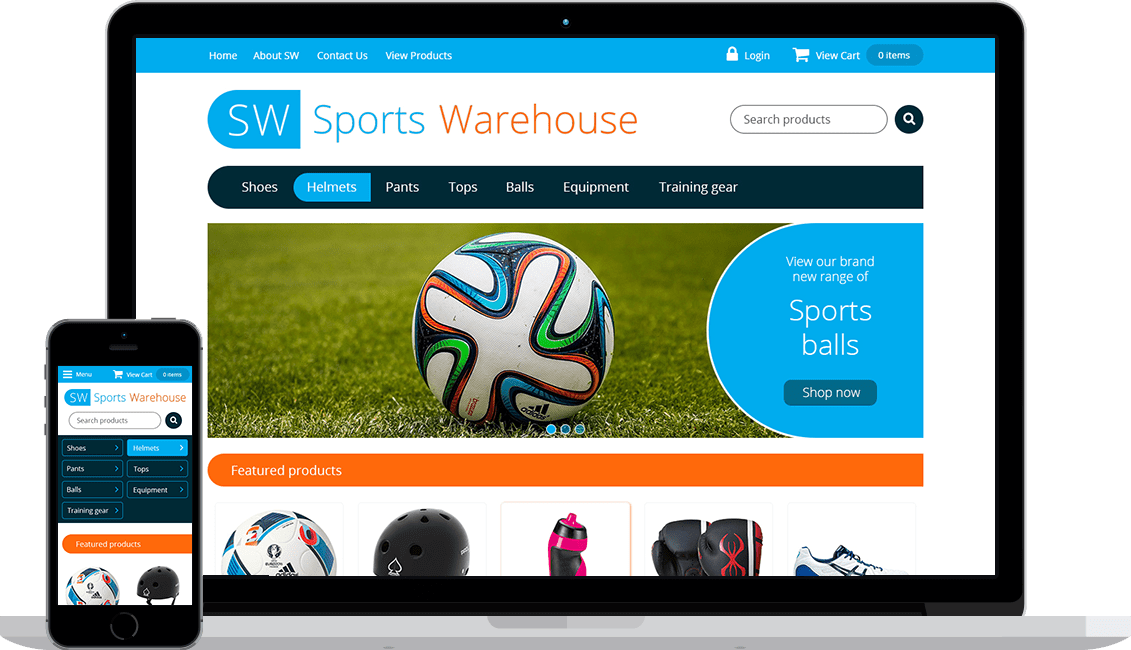 Home About SW Contact Us View Products Login View Cart 0 items
SW Sports Warehouse
Search products
Shoes Helmets Pants Tops Balls Equipment Training gear
View our brand
new range of
Sports
balls
Shop now
adidas
Featured products
adidas
Menu View Cart 0 items
SW Sports Warehouse
Search products
Shoes Helmets
Pants Tops
Balls Equipment
Training gear
Featured products